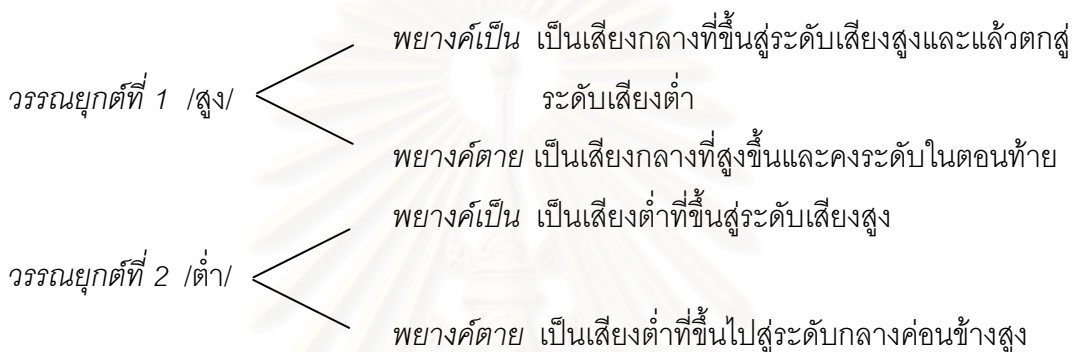 พยางค์เป็น เป็นเสียงกลางที่ขึ้นสู่ระดับเสียงสูงและแล้วตกสู่
วรรณยุกต์ที่ 1 /สูง/
ระดับเสียงต่ำ
พยางค์ตาย เป็นเสียงกลางที่สูงขึ้นและคงระดับในตอนท้าย
พยางค์เป็น เป็นเสียงต่ำที่ขึ้นสู่ระดับเสียงสูง
วรรณยุกต์ที่ 2 /ต่ำ/
พยางค์ตาย เป็นเสียงต่ำที่ขึ้นไปสู่ระดับกลางค่อนข้างสูง